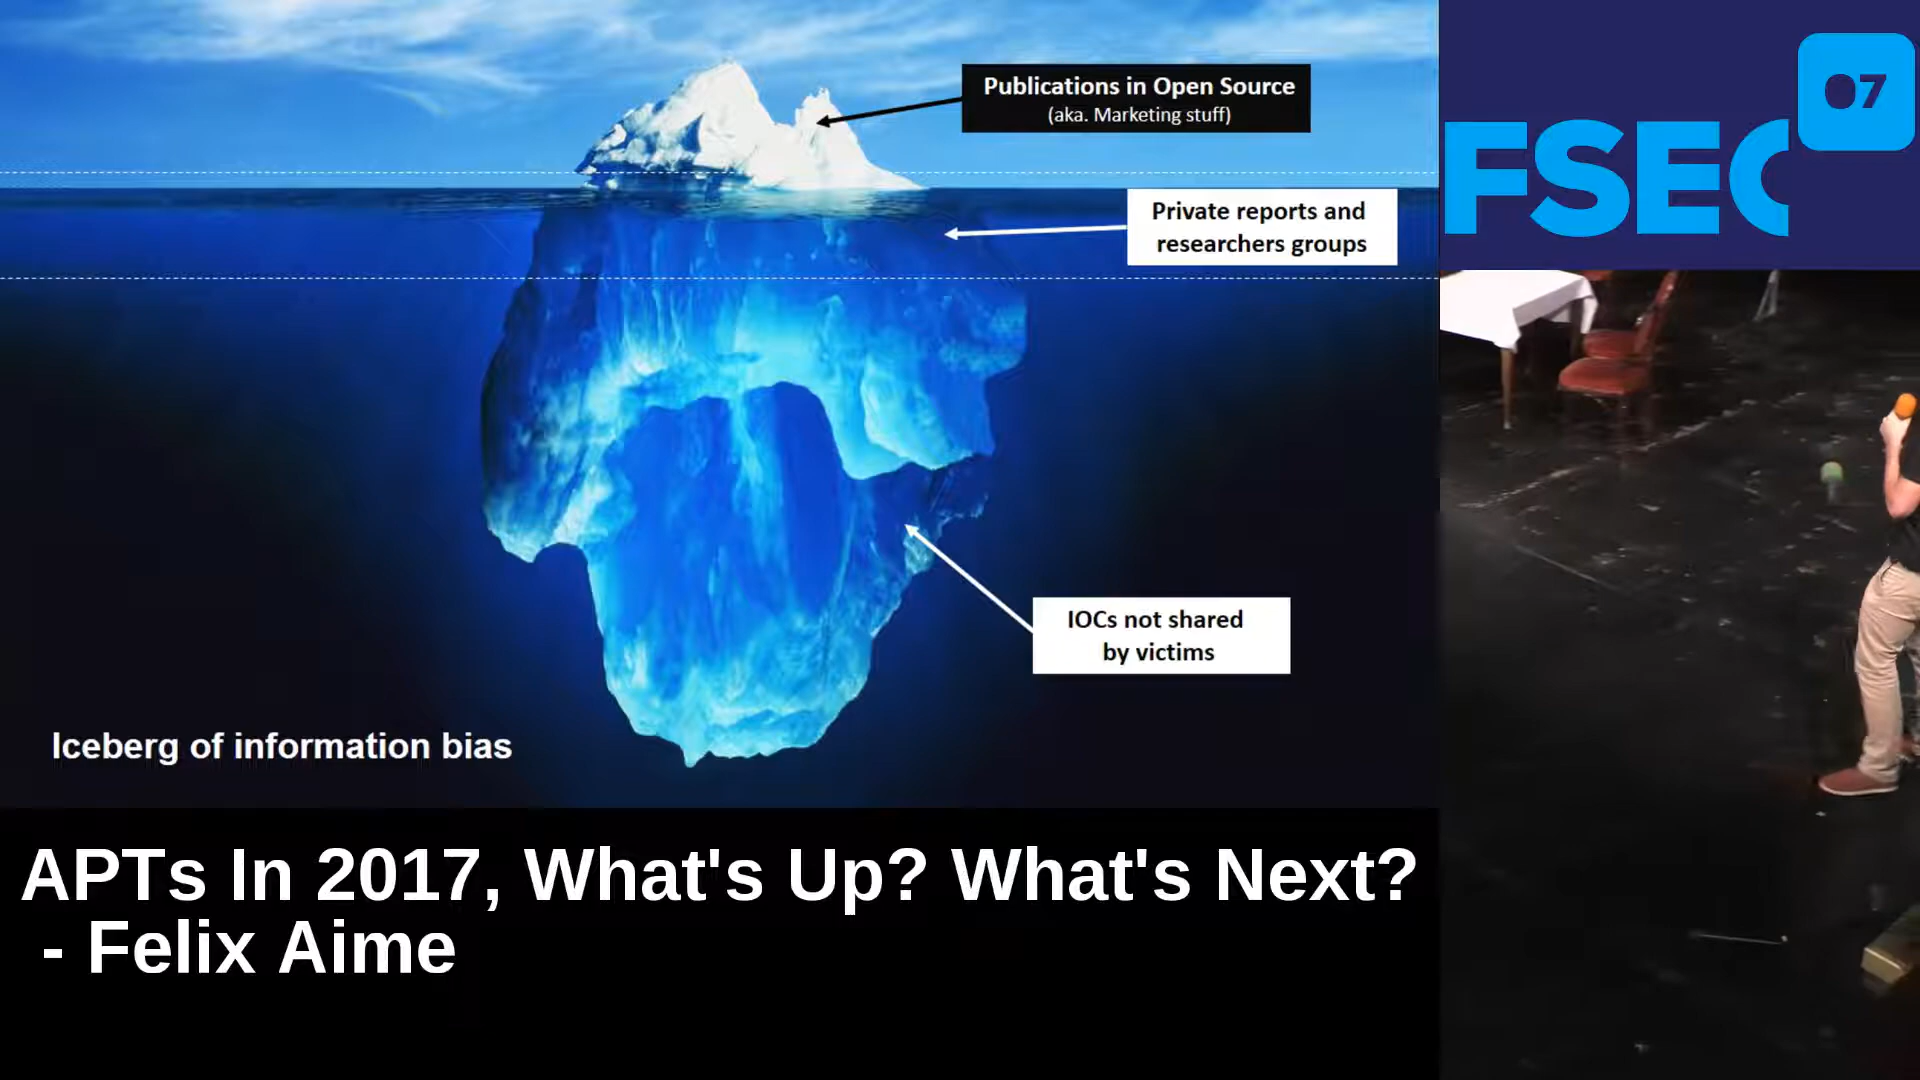 Publications in Open Source
(aka. Marketing stuff)
Private reports and
researchers groups
IOCs not shared
by victims
Iceberg of information bias
07
FSEC
APTs In 2017, What's Up? What's Next?
- Felix Aime